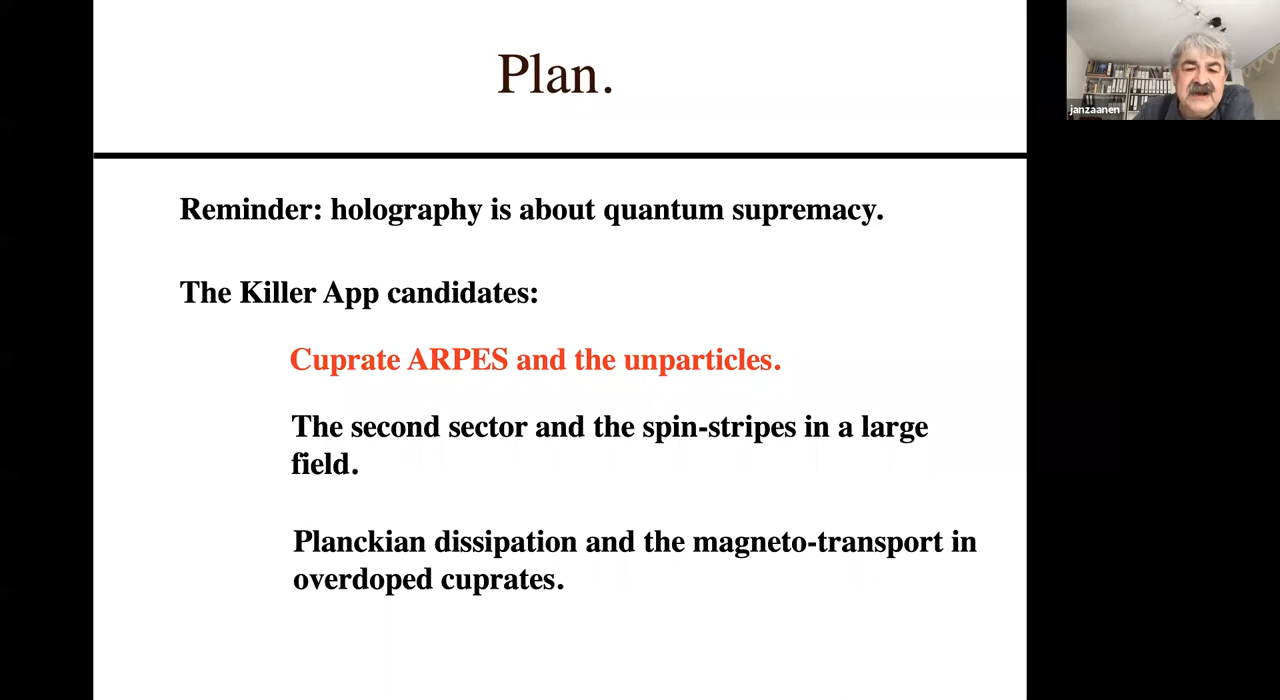 Plan.
janzaanen
Reminder: holography is about quantum supremacy.
The Killer App candidates:
Cuprate ARPES and the unparticles.
The second sector and the spin-stripes in a large
field.
Planckian dissipation and the magneto-transport in
overdoped cuprates.